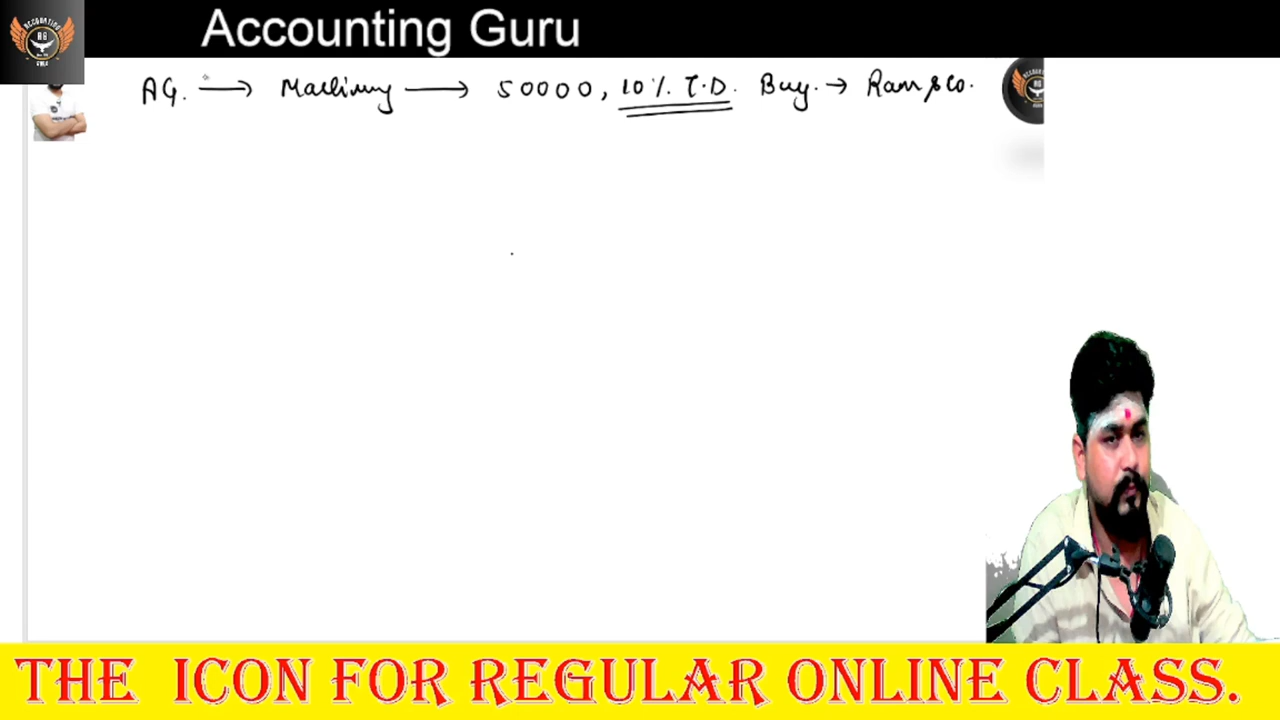 Accounting Guru
AG. → Machinery → 50000, 10% T.D. Buy. → Ram & Co.
THE ICON FOR REGULAR ONLINE CLASS.